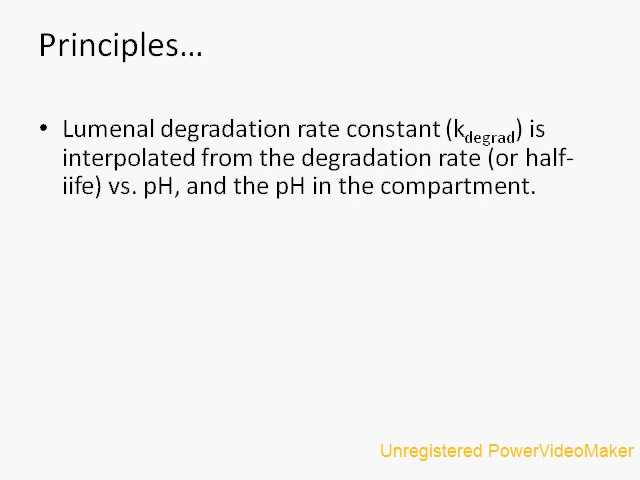 Principles…
• Lumenal degradation rate constant (kdegrad) is
interpolated from the degradation rate (or half-
iife) vs. pH, and the pH in the compartment.
Unregistered PowerVideoMaker